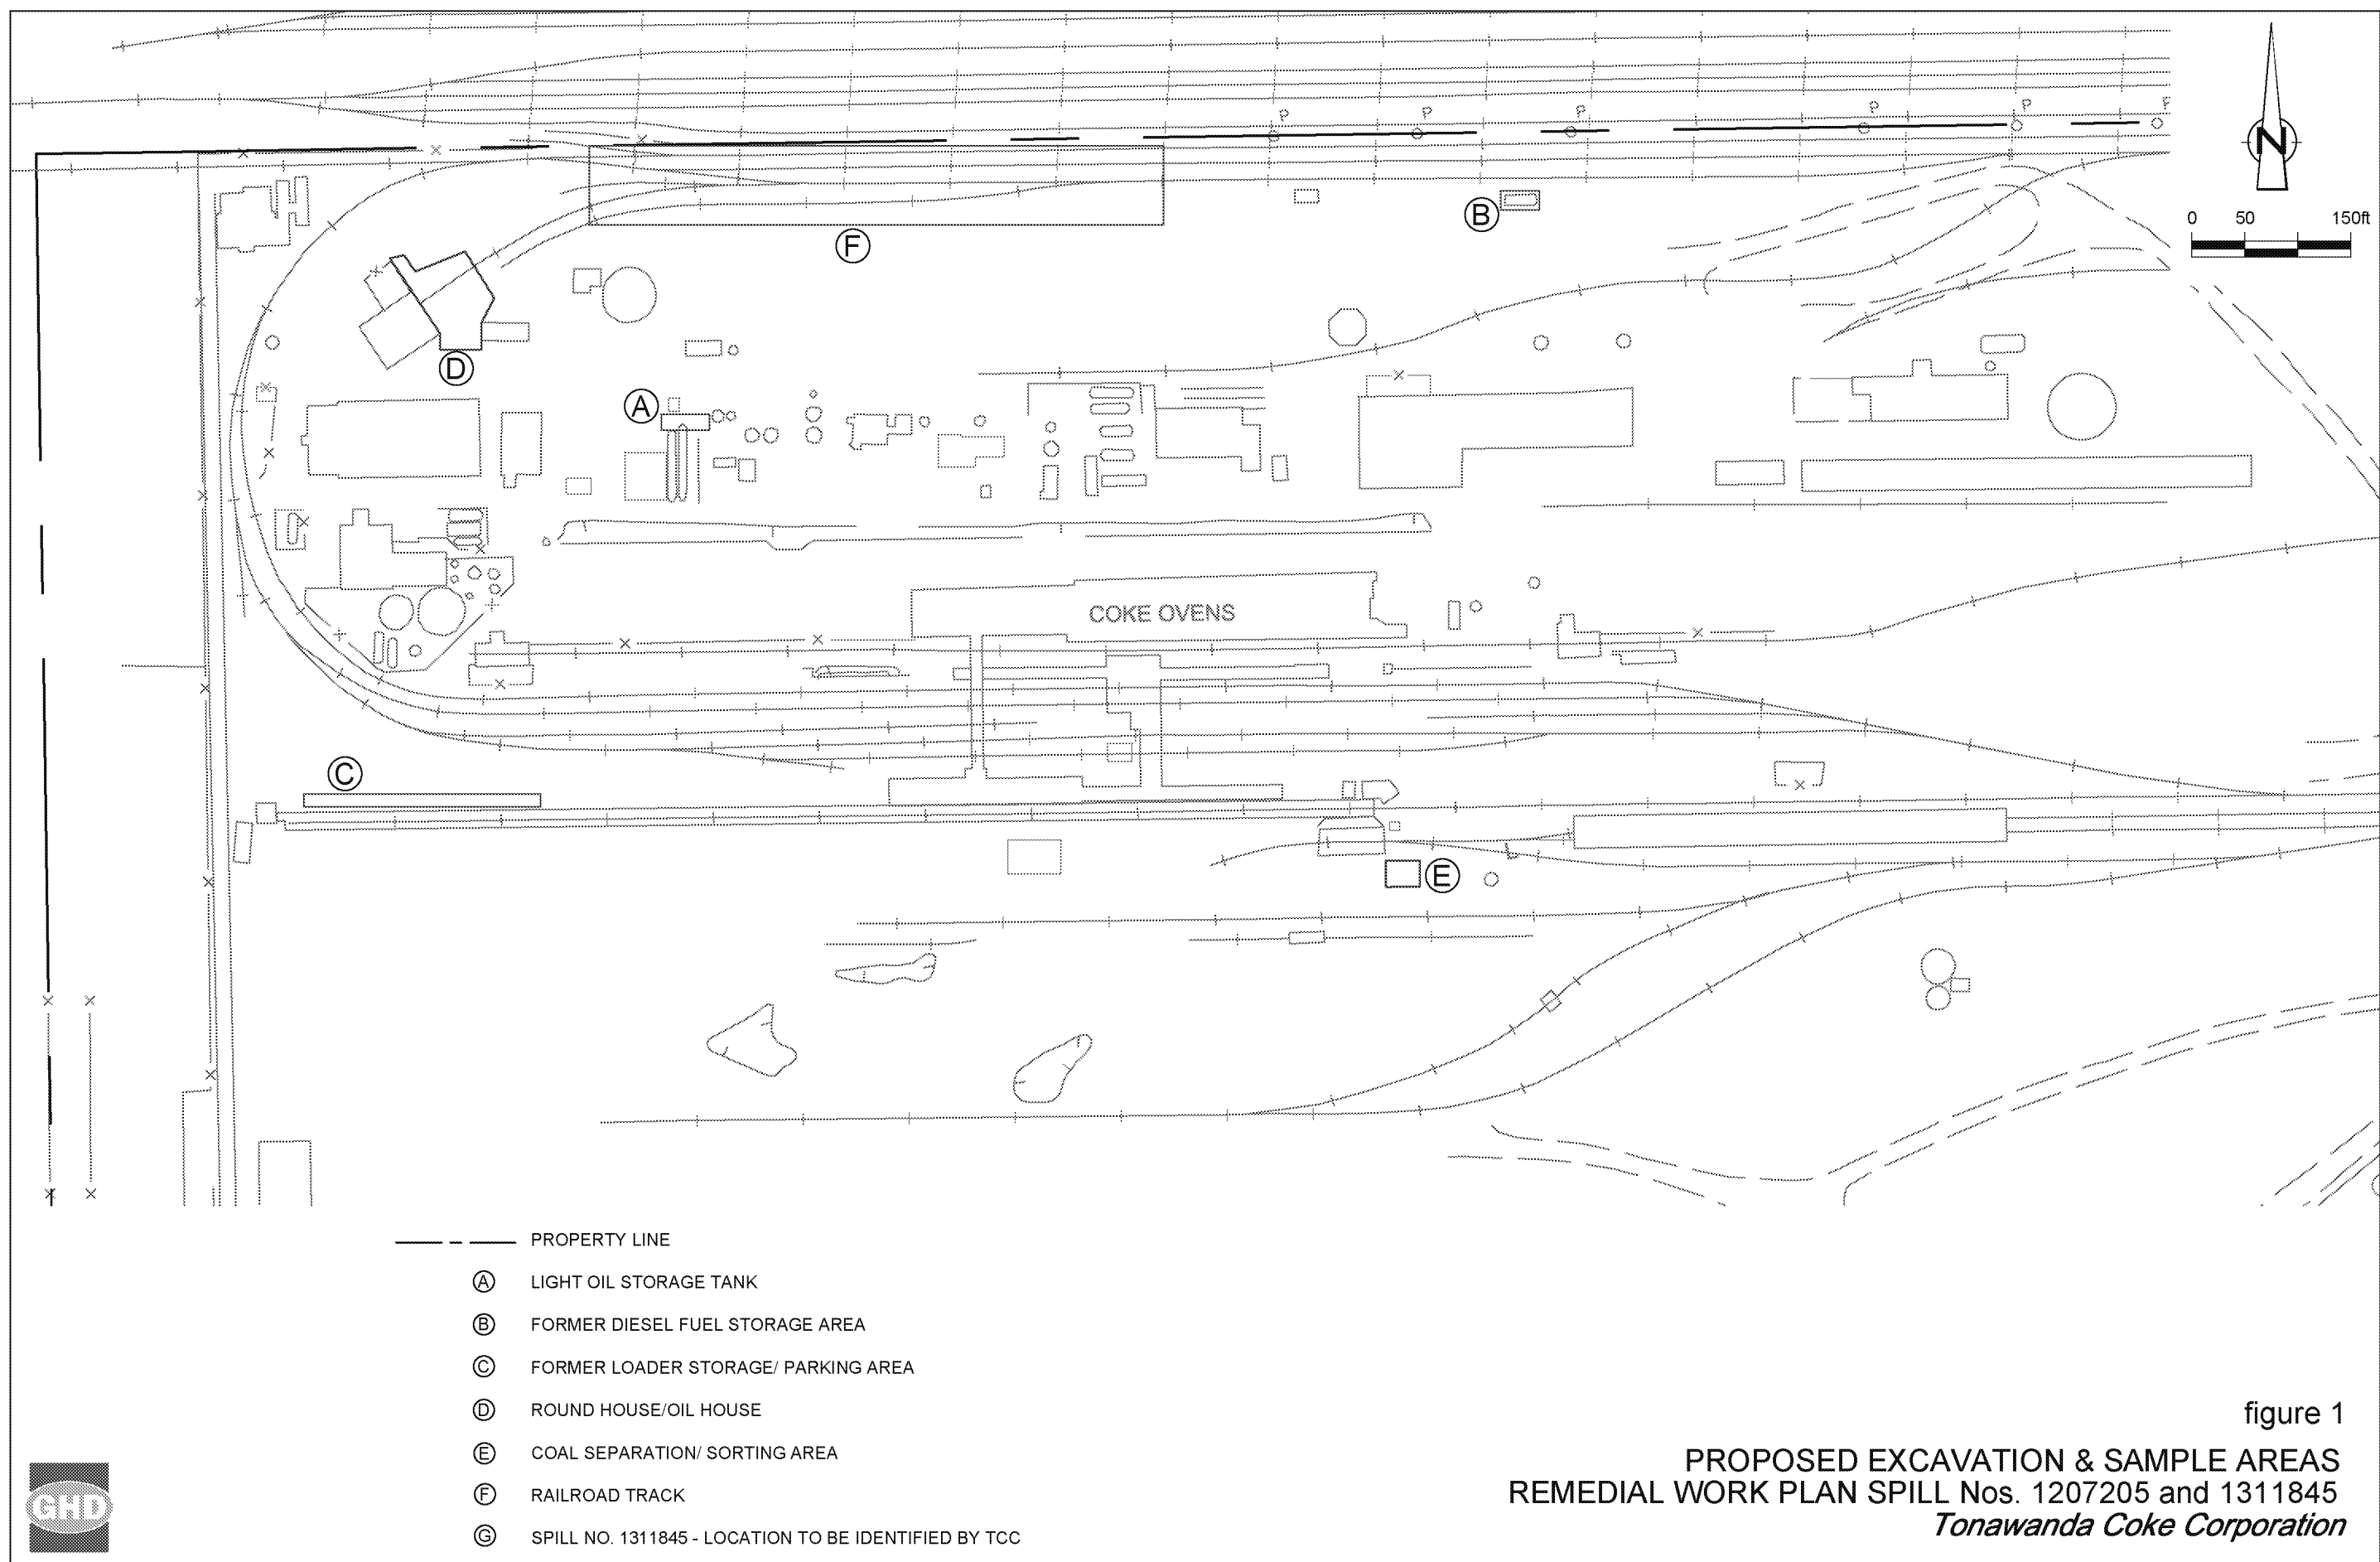 P P P P P P
N
0 50 150ft
B
F
D
A
COKE OVENS
C
E
PROPERTY LINE
A LIGHT OIL STORAGE TANK
B FORMER DIESEL FUEL STORAGE AREA
C FORMER LOADER STORAGE/ PARKING AREA
D ROUND HOUSE/OIL HOUSE
E COAL SEPARATION/ SORTING AREA
F RAILROAD TRACK
G SPILL NO. 1311845 - LOCATION TO BE IDENTIFIED BY TCC
figure 1
PROPOSED EXCAVATION & SAMPLE AREAS
REMEDIAL WORK PLAN SPILL Nos. 1207205 and 1311845
Tonawanda Coke Corporation
GHD